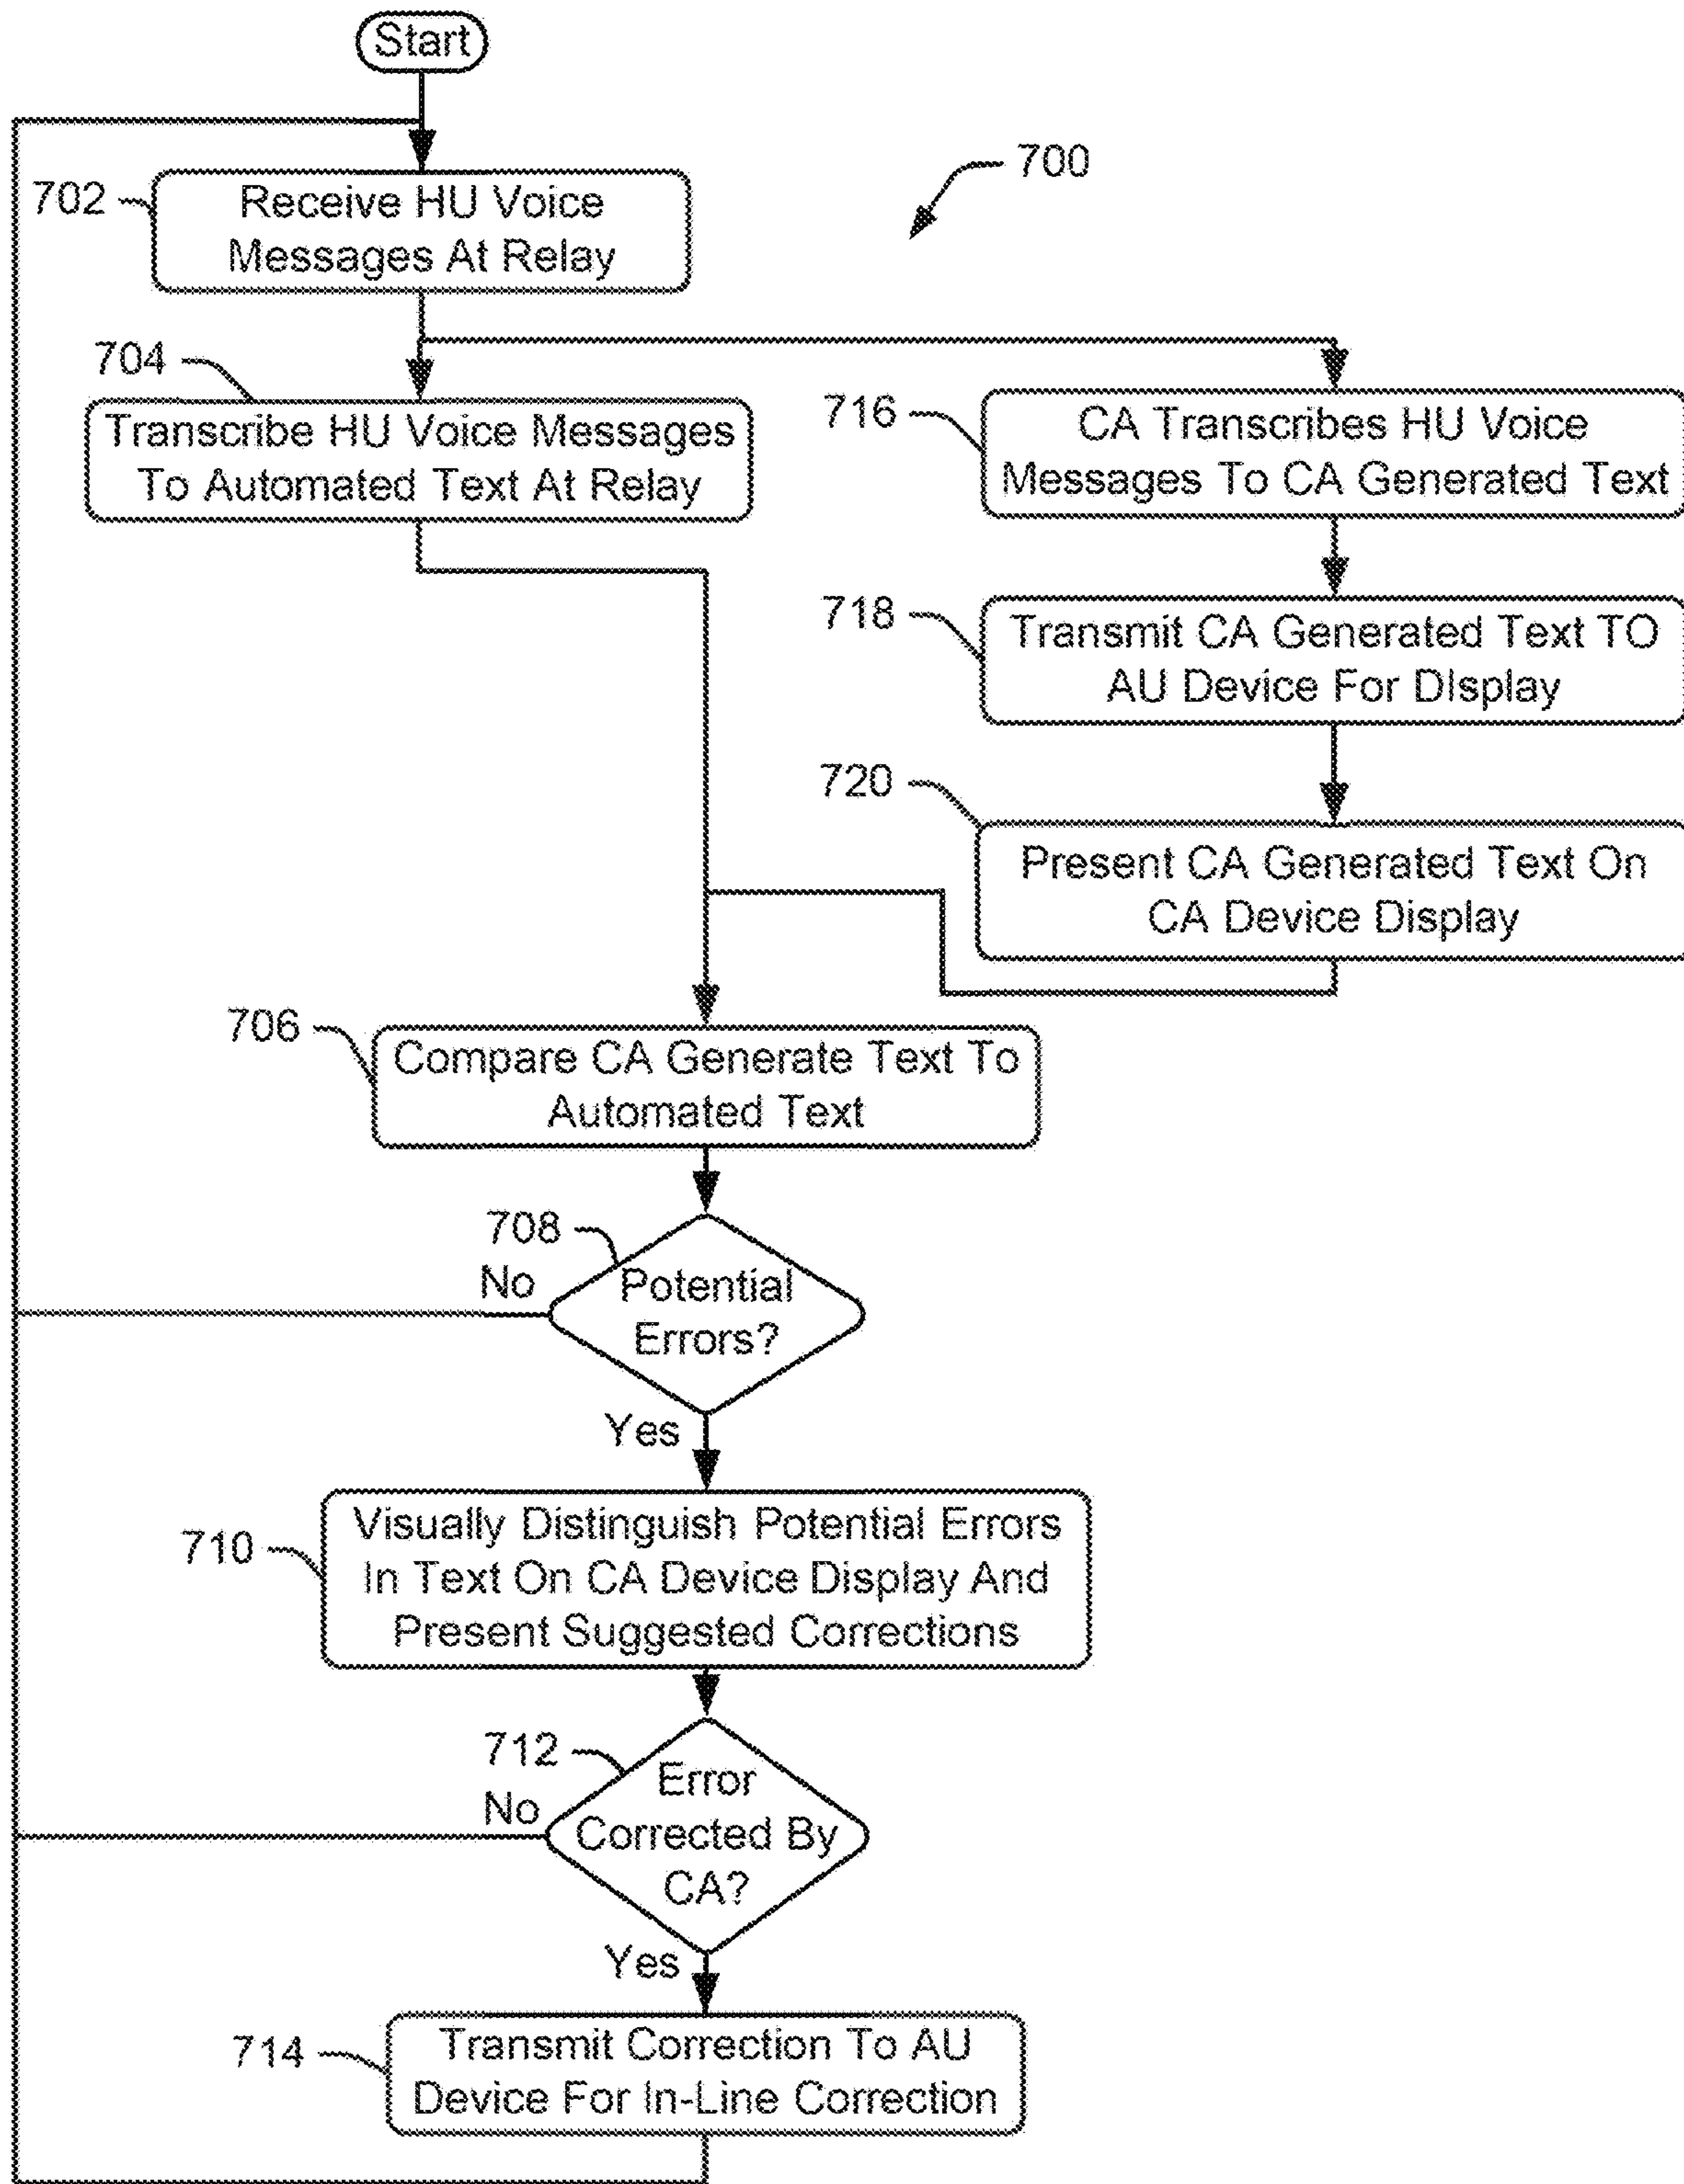 Start
700
702
Receive HU Voice
Messages At Relay
704
Transcribe HU Voice Messages
To Automated Text At Relay
716
CA Transcribes HU Voice
Messages To CA Generated Text
718
Transmit CA Generated Text TO
AU Device For DIsplay
720
Present CA Generated Text On
CA Device Display
706
Compare CA Generate Text To
Automated Text
708
No
Potential
Errors?
Yes
710
Visually Distinguish Potential Errors
In Text On CA Device Display And
Present Suggested Corrections
712
No
Error
Corrected By
CA?
Yes
714
Transmit Correction To AU
Device For In-Line Correction